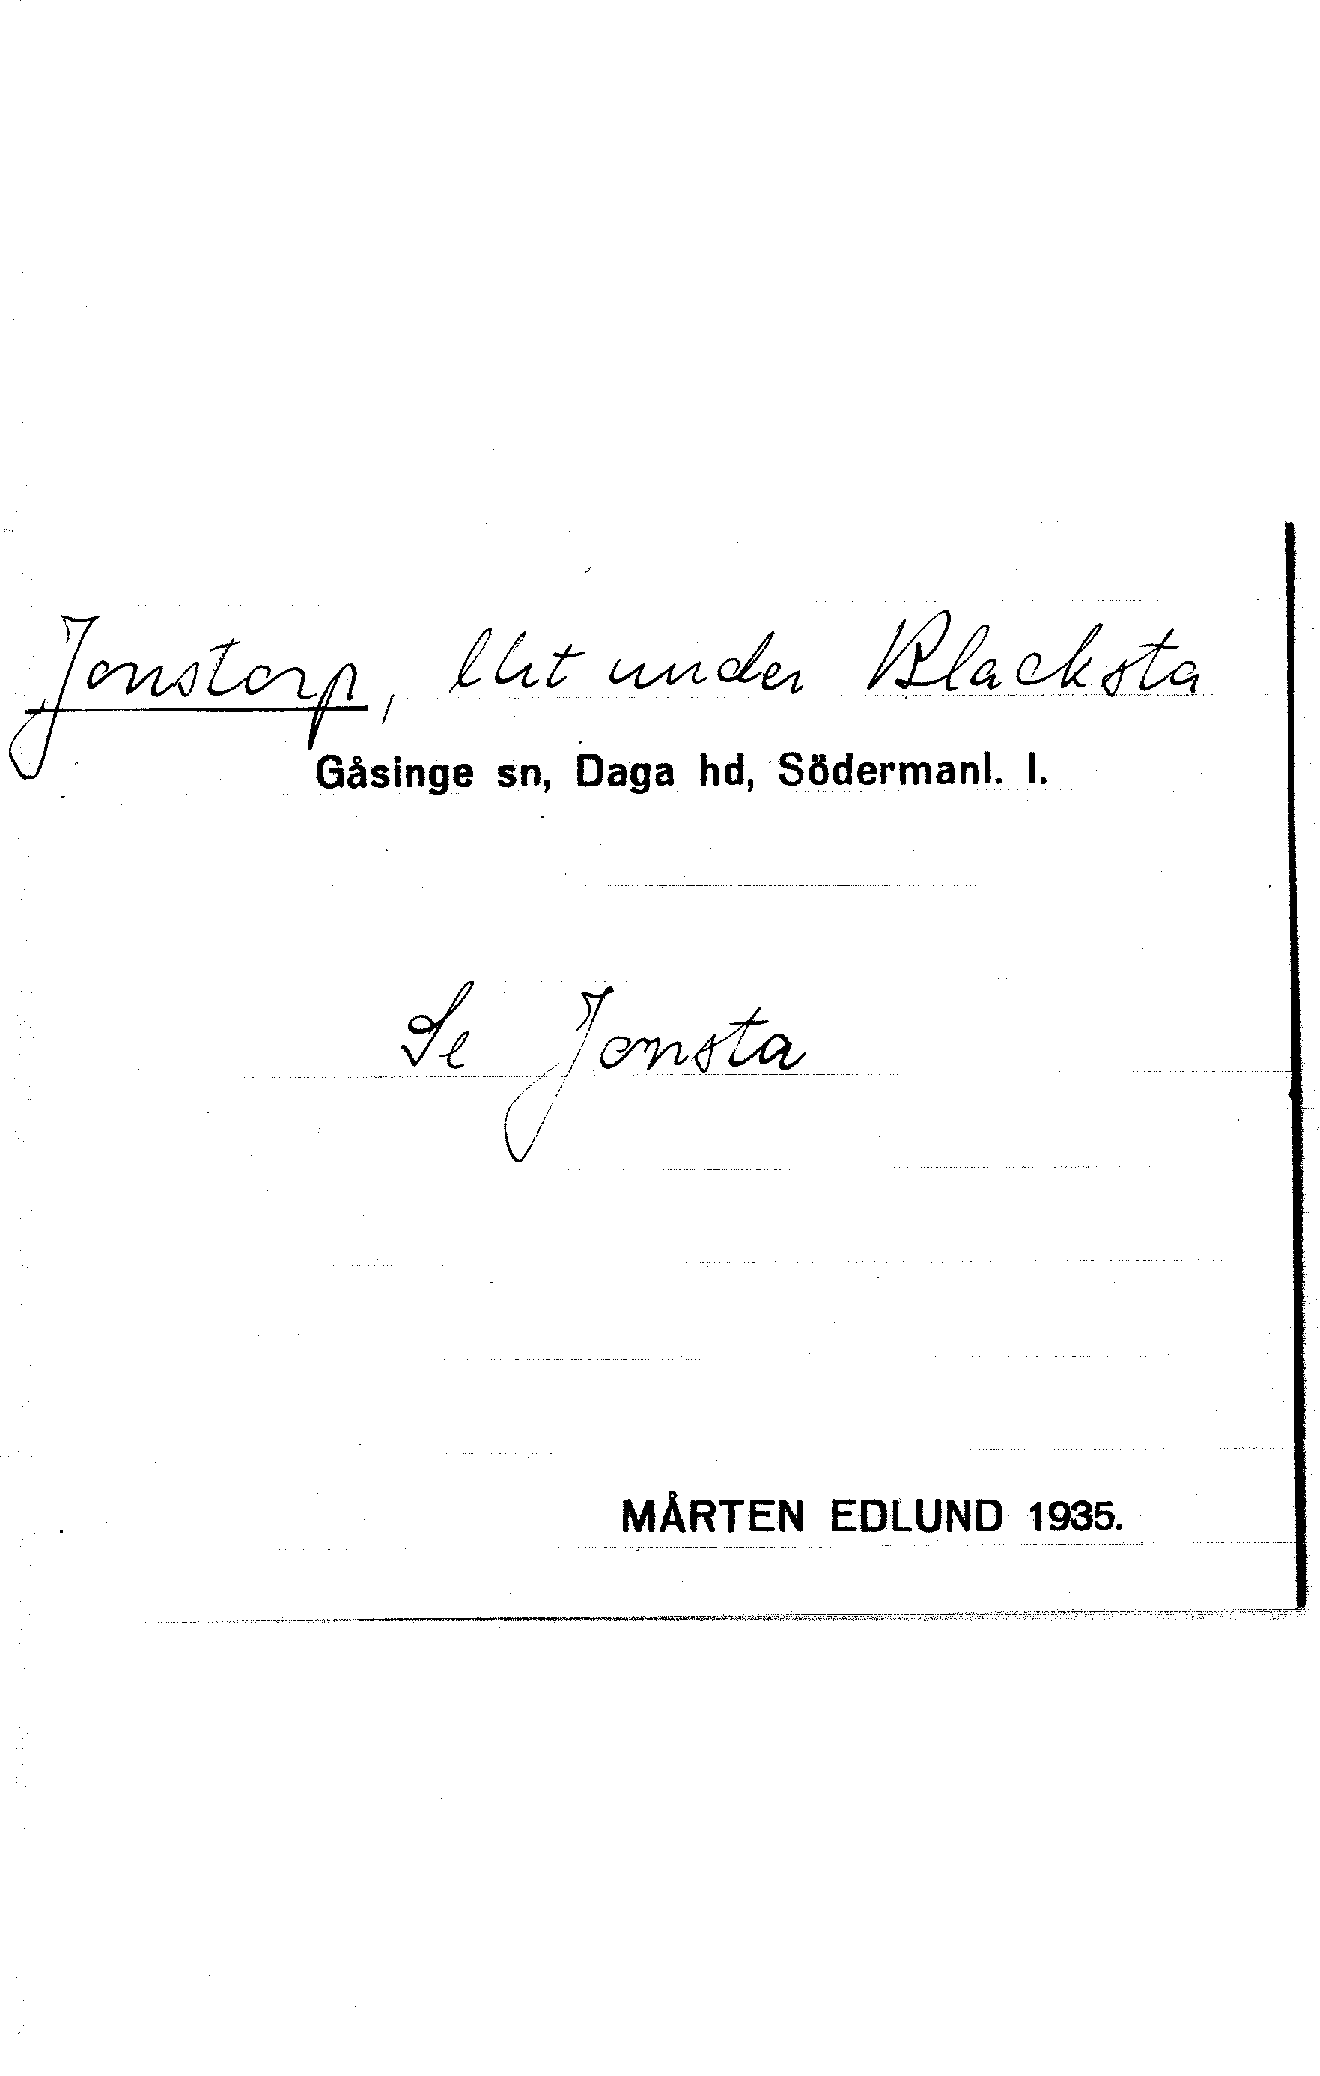 Jonstorp, lht under Blacksta
Gåsinge sn, Daga hd, Södermanl. l.
Se Jonsta
MÅRTEN EDLUND 1935.